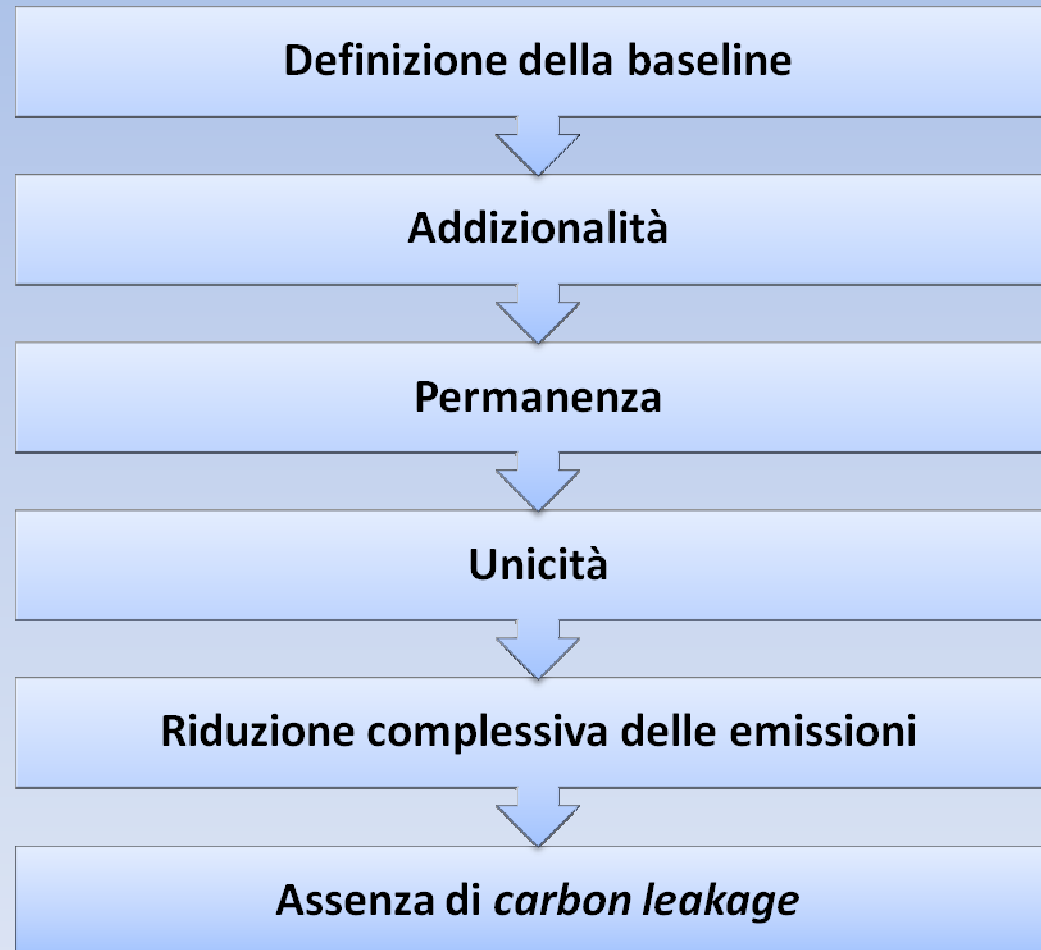 Definizione della baseline
Addizionalità
Permanenza
Unicità
Riduzione complessiva delle emissioni
Assenza di carbon leakage